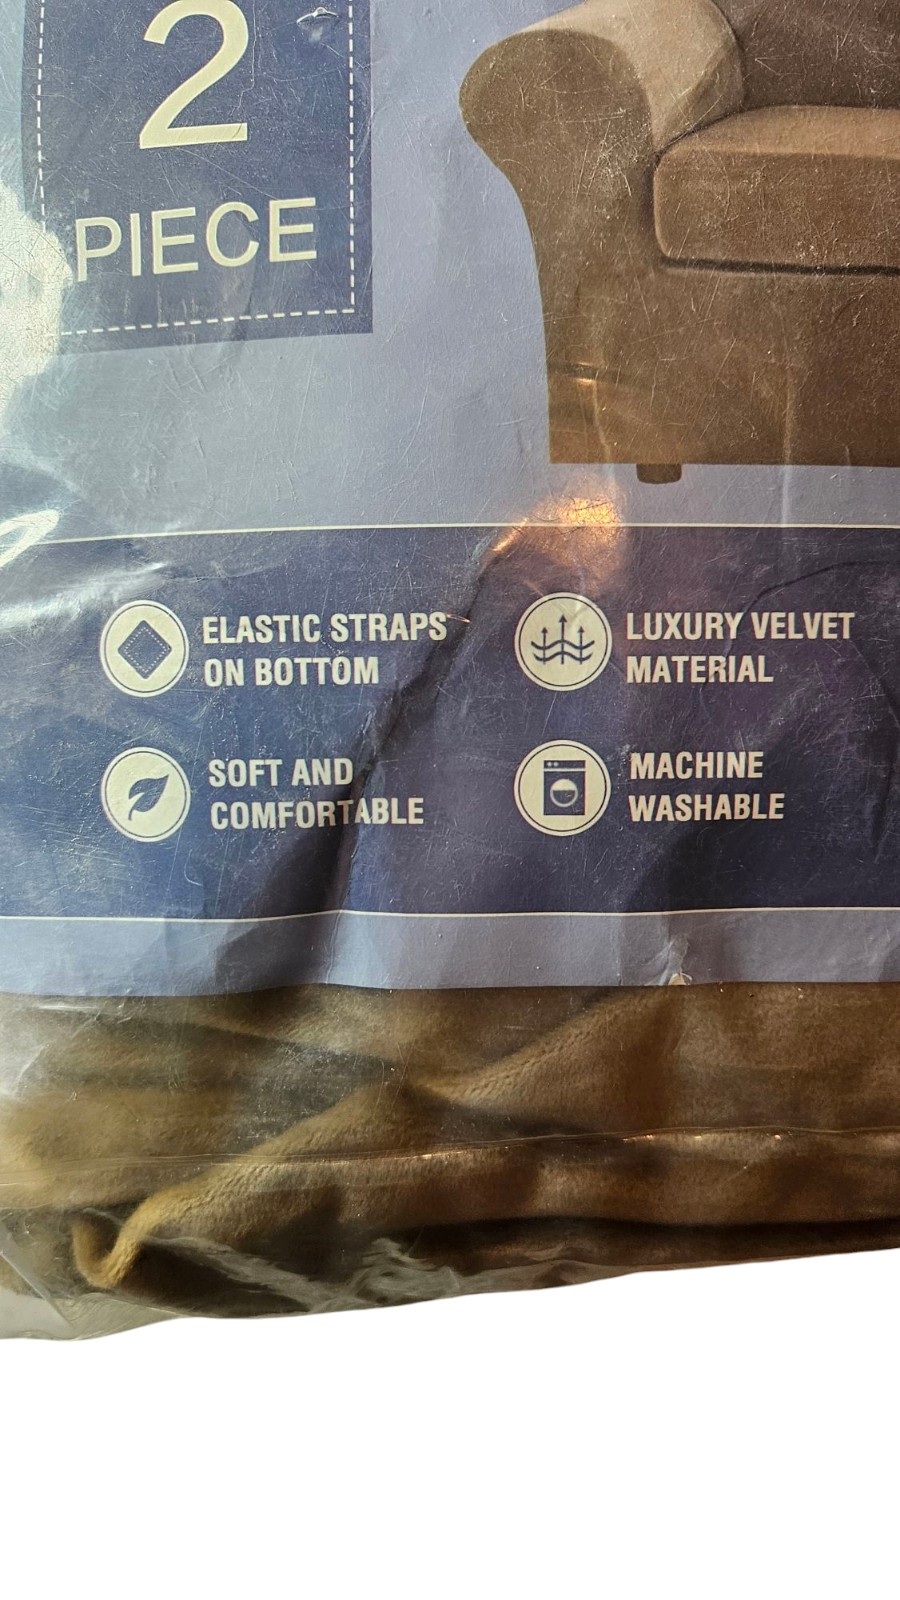 2
PIECE
ELASTIC STRAPS
ON BOTTOM
LUXURY VELVET
MATERIAL
SOFT AND
COMFORTABLE
MACHINE
WASHABLE